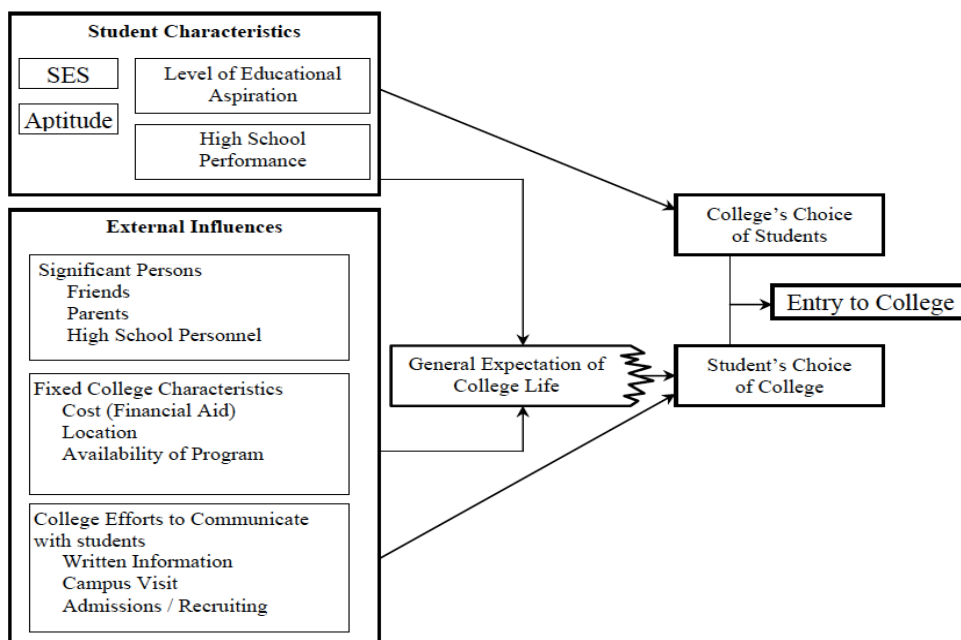 Student Characteristics
SES
Aptitude
Level of Educational
Aspiration
High School
Performance
External Influences
Significant Persons
Friends
Parents
High School Personnel
Fixed College Characteristics
Cost (Financial Aid)
Location
Availability of Program
College Efforts to Communicate
with students
Written Information
Campus Visit
Admissions / Recruiting
General Expectation of
College Life
College’s Choice
of Students
Entry to College
Student’s Choice
of College